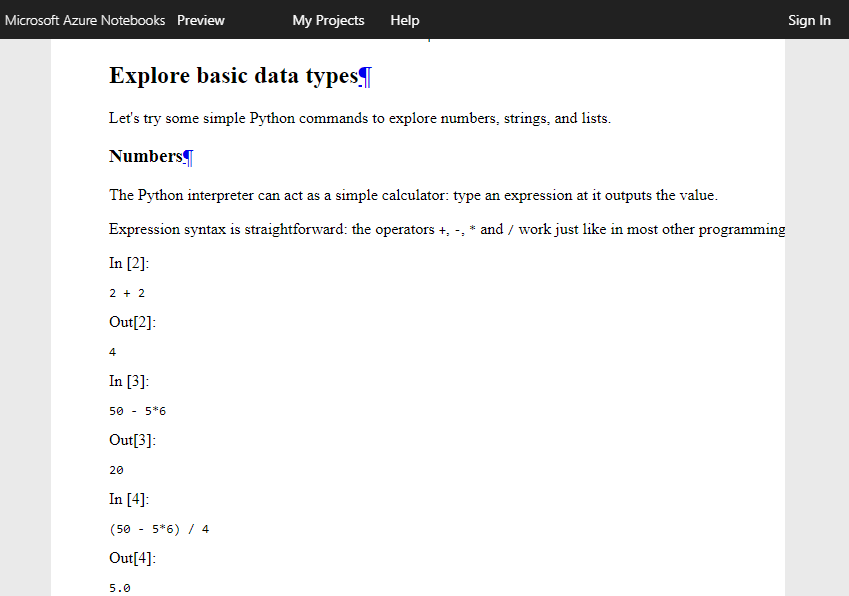 Microsoft Azure Notebooks Preview My Projects Help Sign In
Explore basic data types¶
Let's try some simple Python commands to explore numbers, strings, and lists.
Numbers¶
The Python interpreter can act as a simple calculator: type an expression at it outputs the value.
Expression syntax is straightforward: the operators +, -, * and / work just like in most other programming
In [2]:
2 + 2
Out[2]:
4
In [3]:
50 - 5*6
Out[3]:
20
In [4]:
(50 - 5*6) / 4
Out[4]:
5.0